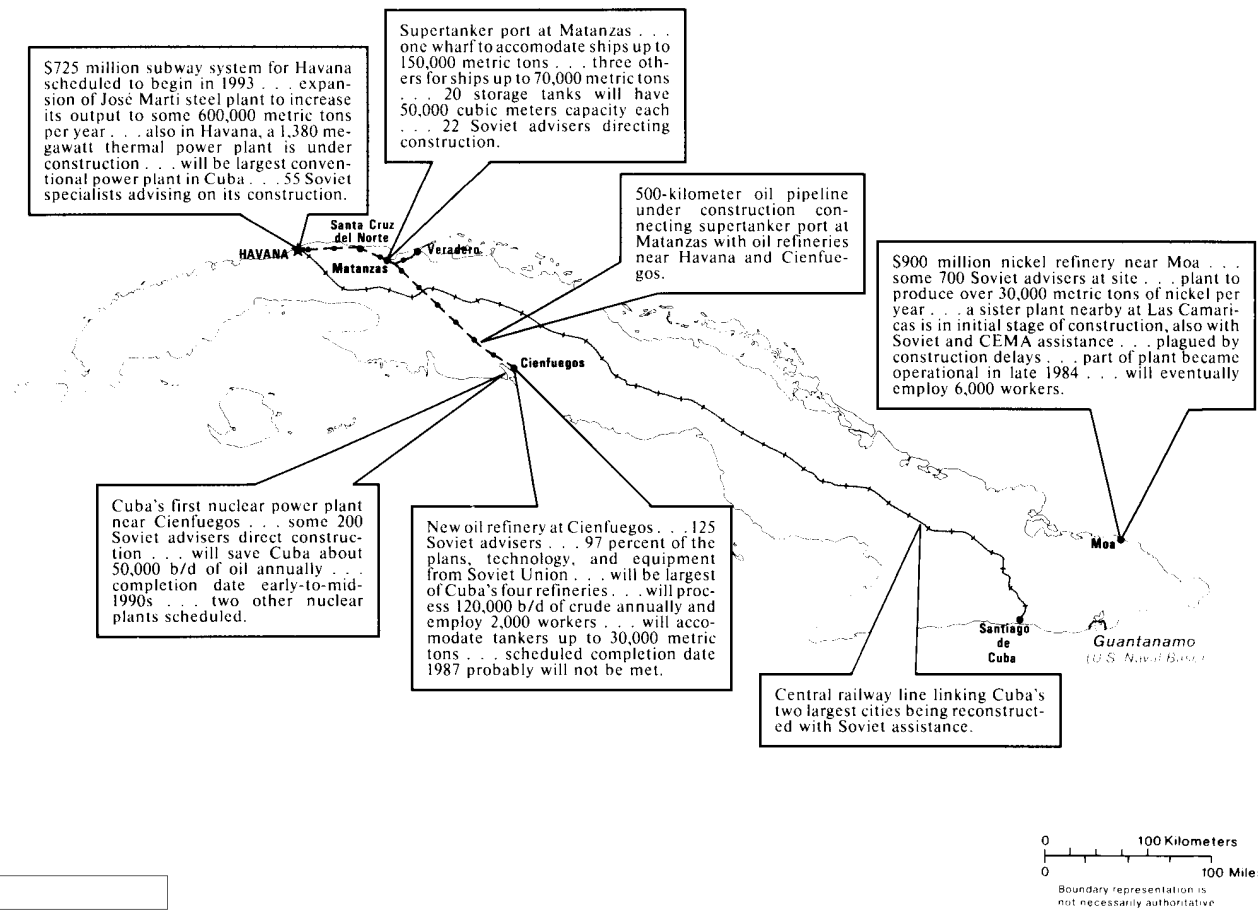 $725 million subway system for Havana
scheduled to begin in 1993 . . . expan-
sion of José Marti steel plant to increase
its output to some 600,000 metric tons
per year . . . also in Havana, a 1,380 me-
gawatt thermal power plant is under
construction . . . will be largest conven-
tional power plant in Cuba . . . 55 Soviet
specialists advising on its construction.
Supertanker port at Matanzas . . .
one wharf to accomodate ships up to
150,000 metric tons . . . three oth-
ers for ships up to 70,000 metric tons
. . . 20 storage tanks will have
50,000 cubic meters capacity each
. . . 22 Soviet advisers directing
construction.
500-kilometer oil pipeline
under construction con-
necting supertanker port at
Matanzas with oil refineries
near Havana and Cienfue-
gos.
$900 million nickel refinery near Moa . . .
some 700 Soviet advisers at site . . . plant to
produce over 30,000 metric tons of nickel per
year . . . a sister plant nearby at Las Camari-
cas is in initial stage of construction, also with
Soviet and CEMA assistance . . . plagued by
construction delays . . . part of plant became
operational in late 1984 . . . will eventually
employ 6,000 workers.
HAVANA
Santa Cruz
del Norte
Matanzas
Veradero
Cienfuegos
Moa
Santiago
de
Cuba
Guantanamo
(U.S. Naval Base)
Cuba's first nuclear power plant
near Cienfuegos . . . some 200
Soviet advisers direct construc-
tion . . . will save Cuba about
50,000 b/d of oil annually . . .
completion date early-to-mid-
1990s . . . two other nuclear
plants scheduled.
New oil refinery at Cienfuegos . . . 125
Soviet advisers . . . 97 percent of the
plans, technology, and equipment
from Soviet Union . . . will be largest
of Cuba's four refineries . . . will proc-
ess 120,000 b/d of crude annually and
employ 2,000 workers . . . will acco-
modate tankers up to 30,000 metric
tons . . . scheduled completion date
1987 probably will not be met.
Central railway line linking Cuba's
two largest cities being reconstruct-
ed with Soviet assistance.
0 100 Kilometers
0 100 Mile
Boundary representation is
not necessarily authoritative